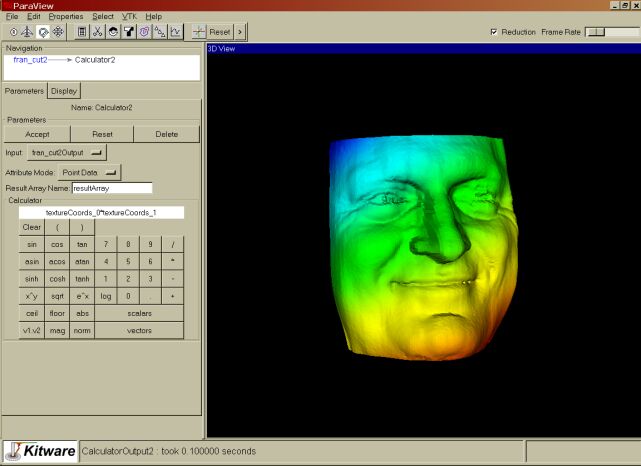 ParaView
File Edit Properties Select VTK Help
Reset > Reduction Frame Rate
Navigation
3D View
fran_cut2 Calculator2
Parameters Display
Name: Calculator2
Parameters
Accept Reset Delete
Input: fran_cut2Output
Attribute Mode: Point Data
Result Array Name: resultArray
Calculator
textureCoords_0*textureCoords_1
Clear ( )
sin cos tan 7 8 9 /
asin acos atan 4 5 6 *
sinh cosh tanh 1 2 3 -
x^y sqrt e^x log 0 . +
ceil floor abs scalars
v1.v2 mag norm vectors
Kitware CalculatorOutput2 : took 0.100000 seconds